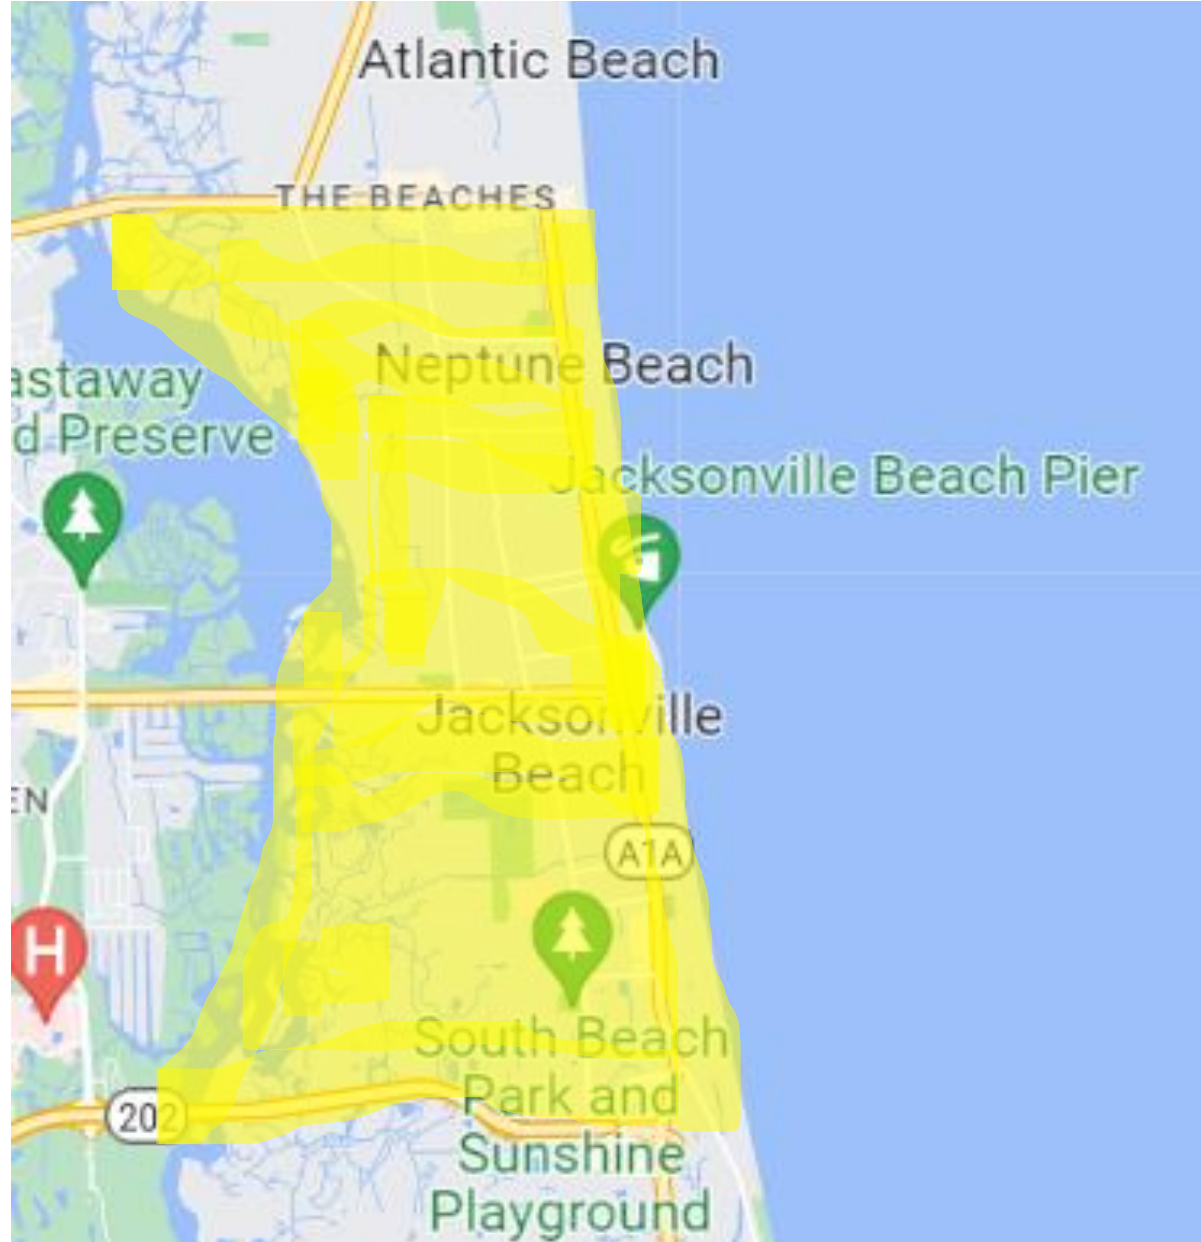 Atlantic Beach
THE BEACHES
Neptune Beach
astaway
d Preserve
Jacksonville Beach Pier
Jacksonville
Beach
EN
A1A
H
South Beach
Park and
Sunshine
Playground
202